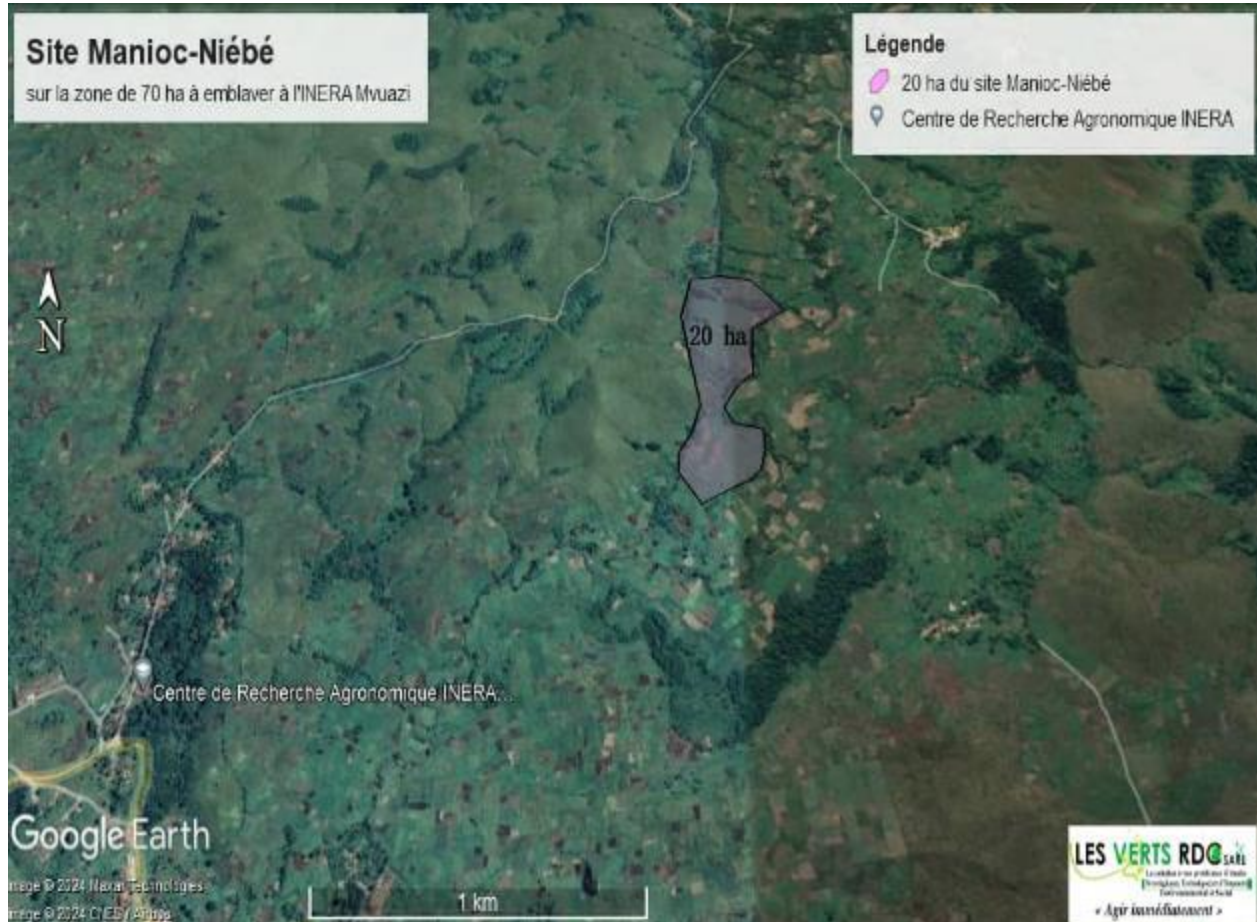 Site Manioc-Niébé
sur la zone de 70 ha à emblaver à l'INERA Mvuazi
Légende
20 ha du site Manioc-Niébé
Centre de Recherche Agronomique INERA
N
20 ha
Centre de Recherche Agronomique INERA...
Google Earth
mage © 2024 Maxar Technologies
mage © 2024 CNES / Airbus
1 km
LES VERTS RDC SARL
« Agir immédiatement »